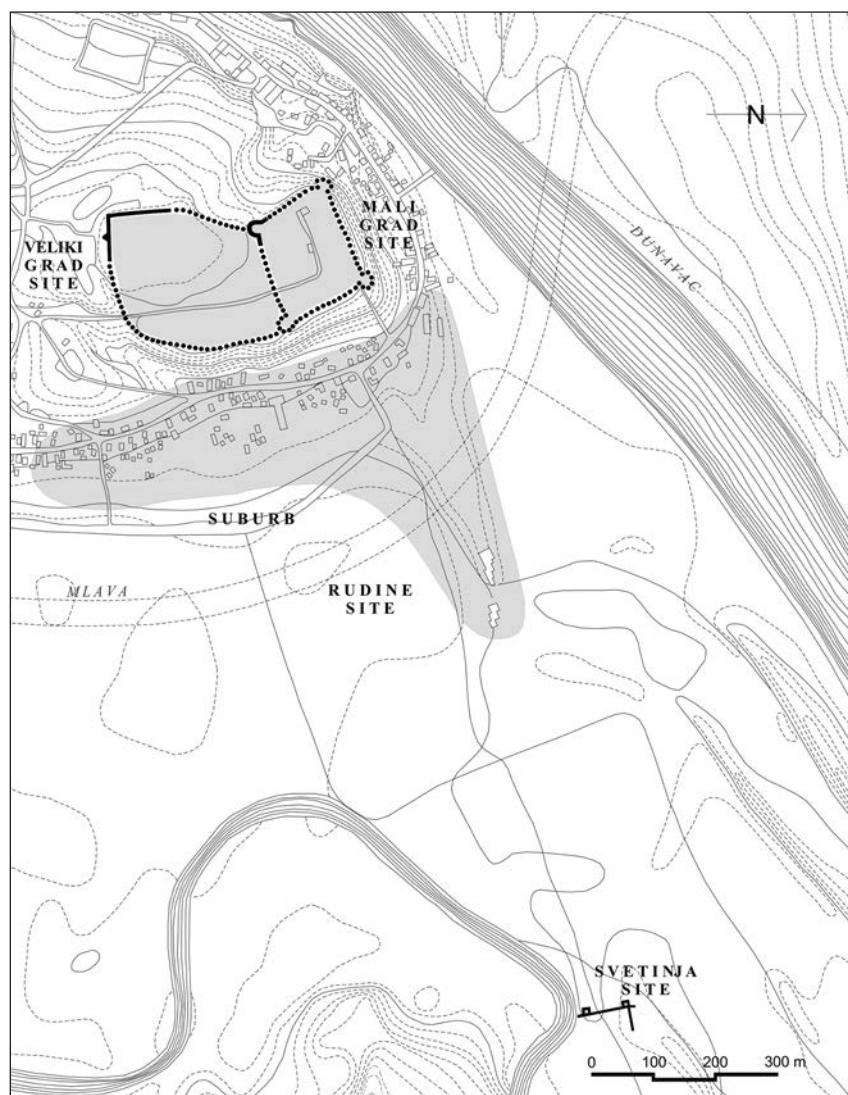 N
MALI
GRAD
SITE
VELIKI
GRAD
SITE
DUNAVAC
SUBURB
MLAVA
RUDINE
SITE
SVETINJA
SITE
0 100 200 300 m